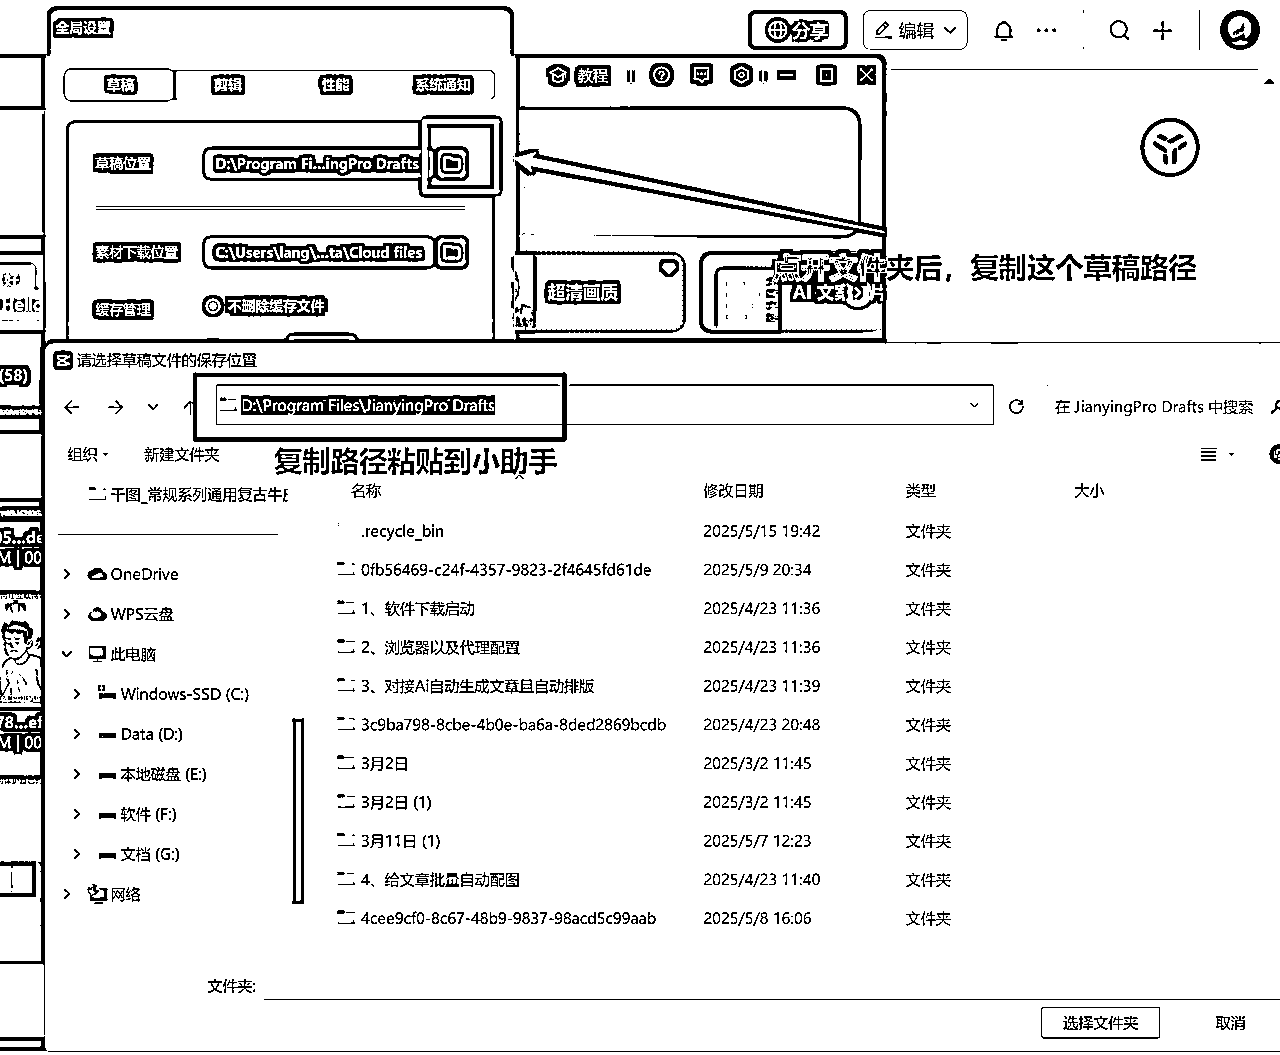 全局设置
分享
编辑
草稿
剪辑
性能
系统通知
教程
草稿位置
D:\Program Fi...ingPro Drafts
素材下载位置
C:\Users\lang\...ta\Cloud files
缓存管理
不删除缓存文件
超清画质
点开文件夹后，复制这个草稿路径
Hello
(58)
请选择草稿文件的保存位置
D:\Program Files\JianyingPro Drafts
在 JianyingPro Drafts 中搜索
组织
新建文件夹
复制路径粘贴到小助手
千图_常规系列通用复古牛皮
OneDrive
WPS云盘
此电脑
Windows-SSD (C:)
Data (D:)
本地磁盘 (E:)
软件 (F:)
文档 (G:)
网络
名称 修改日期 类型 大小
.recycle_bin 2025/5/15 19:42 文件夹
0fb56469-c24f-4357-9823-2f4645fd61de 2025/5/9 20:34 文件夹
1、软件下载启动 2025/4/23 11:36 文件夹
2、浏览器以及代理配置 2025/4/23 11:36 文件夹
3、对接Ai自动生成文章且自动排版 2025/4/23 11:39 文件夹
3c9ba798-8cbe-4b0e-ba6a-8ded2869bcdb 2025/4/23 20:48 文件夹
3月2日 2025/3/2 11:45 文件夹
3月2日 (1) 2025/3/2 11:45 文件夹
3月11日 (1) 2025/5/7 12:23 文件夹
4、给文章批量自动配图 2025/4/23 11:40 文件夹
4cee9cf0-8c67-48b9-9837-98acd5c99aab 2025/5/8 16:06 文件夹
文件夹:
选择文件夹
取消